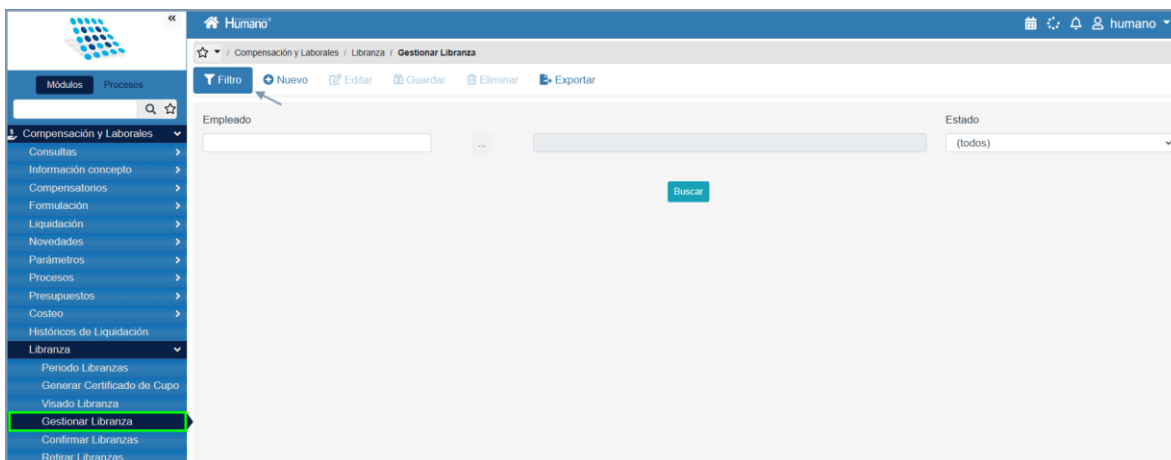 «
Humano®
humano
/ Compensación y Laborales / Libranza / Gestionar Libranza
Módulos
Procesos
Filtro
Nuevo
Editar
Guardar
Eliminar
Exportar
Empleado
Estado
...
(todos)
Buscar
Compensación y Laborales
Consultas
Información concepto
Compensatorios
Formulación
Liquidación
Novedades
Parámetros
Procesos
Presupuestos
Costeo
Históricos de Liquidación
Libranza
Periodo Libranzas
Generar Certificado de Cupo
Visado Libranza
Gestionar Libranza
Confirmar Libranzas
Retirar Libranzas